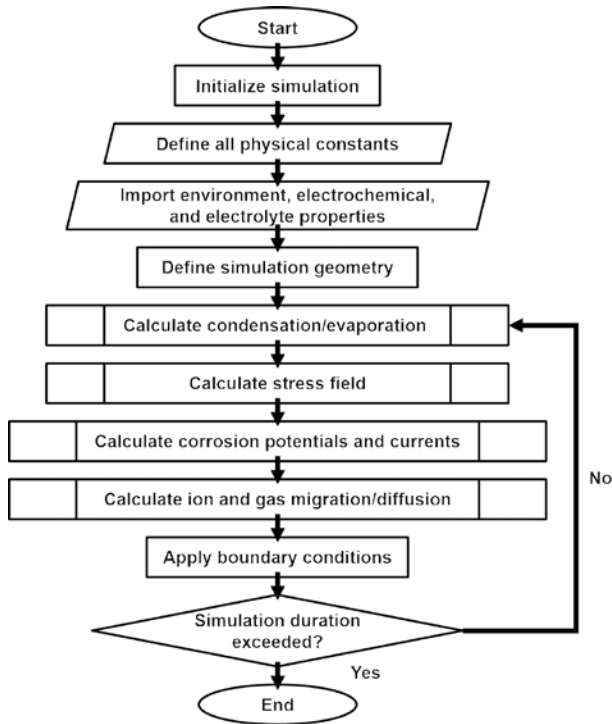 Start
Initialize simulation
Define all physical constants
Import environment, electrochemical,
and electrolyte properties
Define simulation geometry
Calculate condensation/evaporation
Calculate stress field
Calculate corrosion potentials and currents
Calculate ion and gas migration/diffusion
No
Apply boundary conditions
Simulation duration
exceeded?
Yes
End